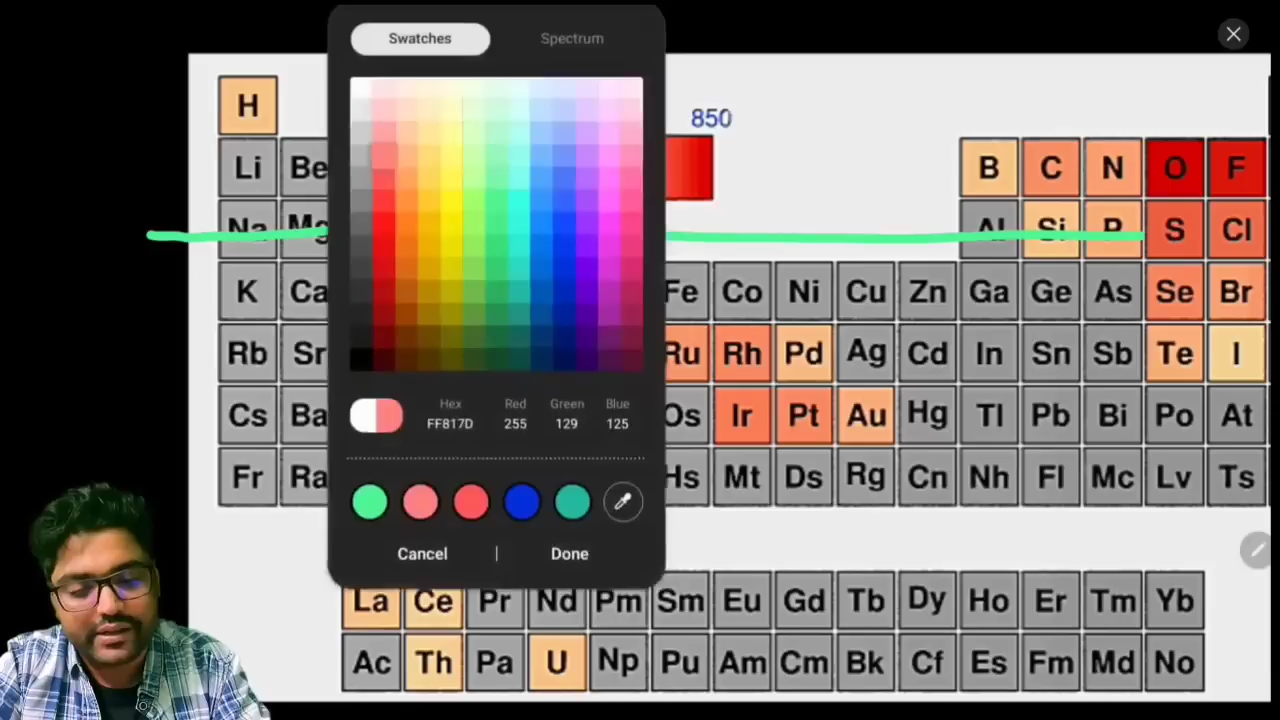 Swatches Spectrum
850
H
Li Be B C N O F
Na Mg Al Si P S Cl
K Ca Fe Co Ni Cu Zn Ga Ge As Se Br
Rb Sr Ru Rh Pd Ag Cd In Sn Sb Te I
Cs Ba Os Ir Pt Au Hg Tl Pb Bi Po At
Fr Ra Hs Mt Ds Rg Cn Nh Fl Mc Lv Ts
Hex Red Green Blue
FF817D 255 129 125
Cancel | Done
La Ce Pr Nd Pm Sm Eu Gd Tb Dy Ho Er Tm Yb
Ac Th Pa U Np Pu Am Cm Bk Cf Es Fm Md No